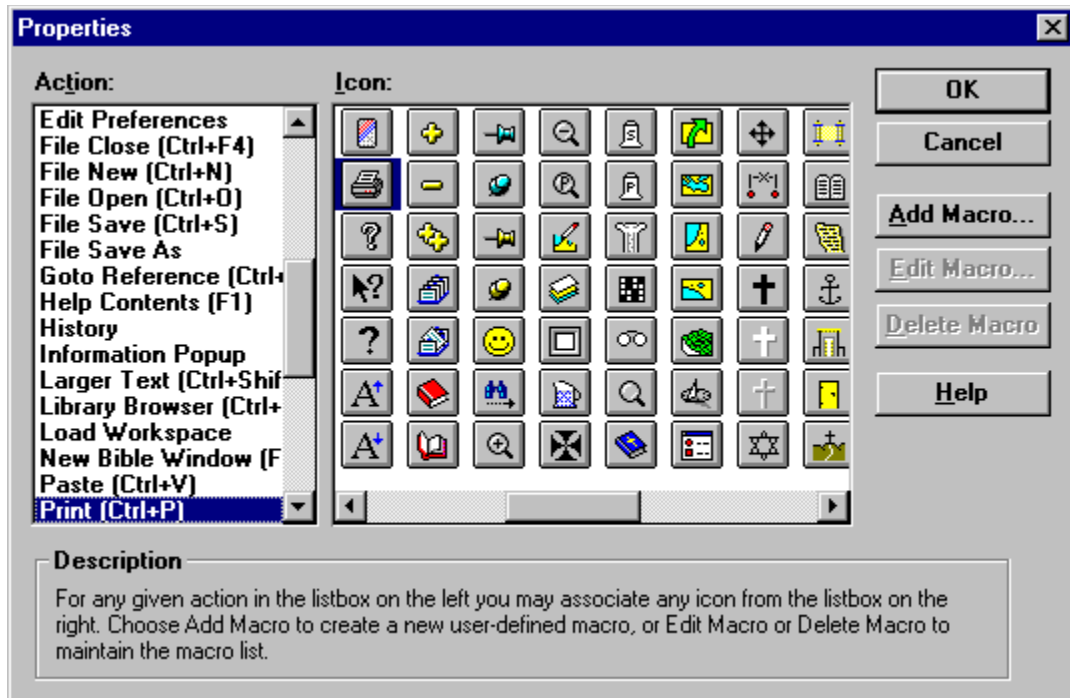 Properties
Action:
Icon:
Edit Preferences
File Close (Ctrl+F4)
File New (Ctrl+N)
File Open (Ctrl+O)
File Save (Ctrl+S)
File Save As
Goto Reference (Ctrl+
Help Contents (F1)
History
Information Popup
Larger Text (Ctrl+Shif
Library Browser (Ctrl+
Load Workspace
New Bible Window (F
Paste (Ctrl+V)
Print (Ctrl+P)
OK
Cancel
Add Macro...
Edit Macro...
Delete Macro
Help
Description
For any given action in the listbox on the left you may associate any icon from the listbox on the
right. Choose Add Macro to create a new user-defined macro, or Edit Macro or Delete Macro to
maintain the macro list.